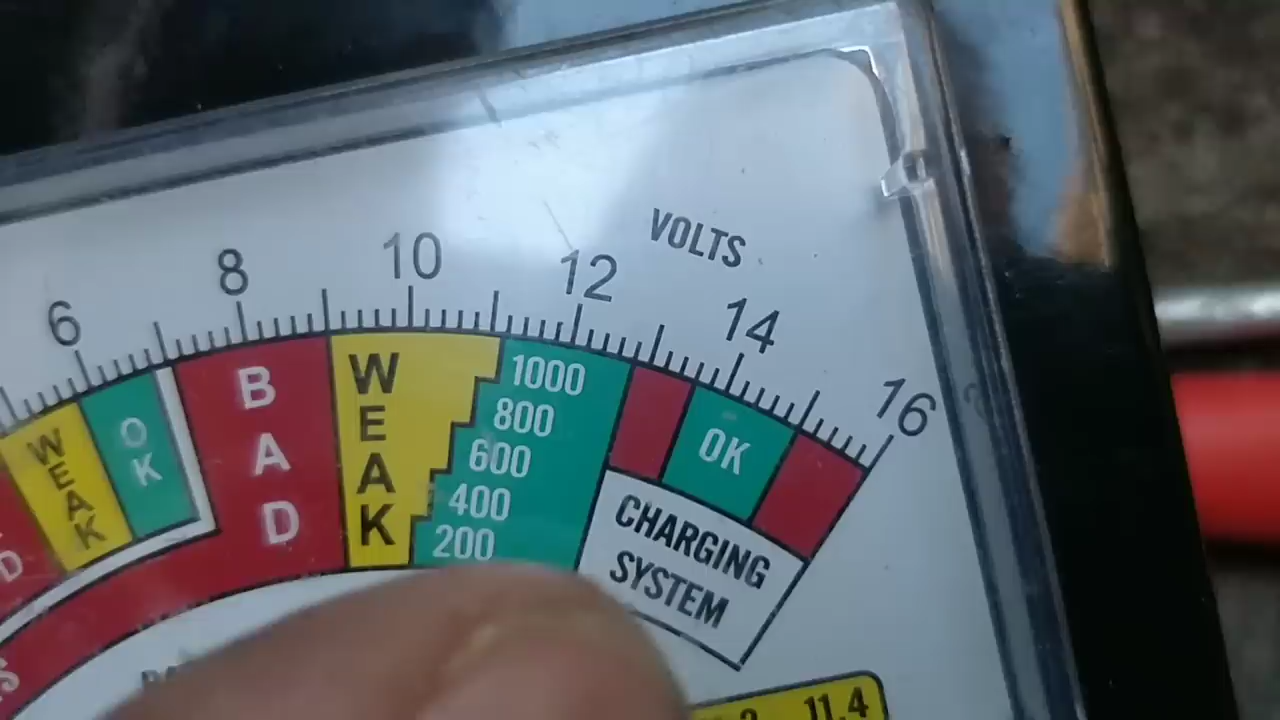 VOLTS
6 8 10 12 14 16
WEAK
OK
BAD
WEAK
1000
800
600
400
200
OK
CHARGING
SYSTEM
11.4